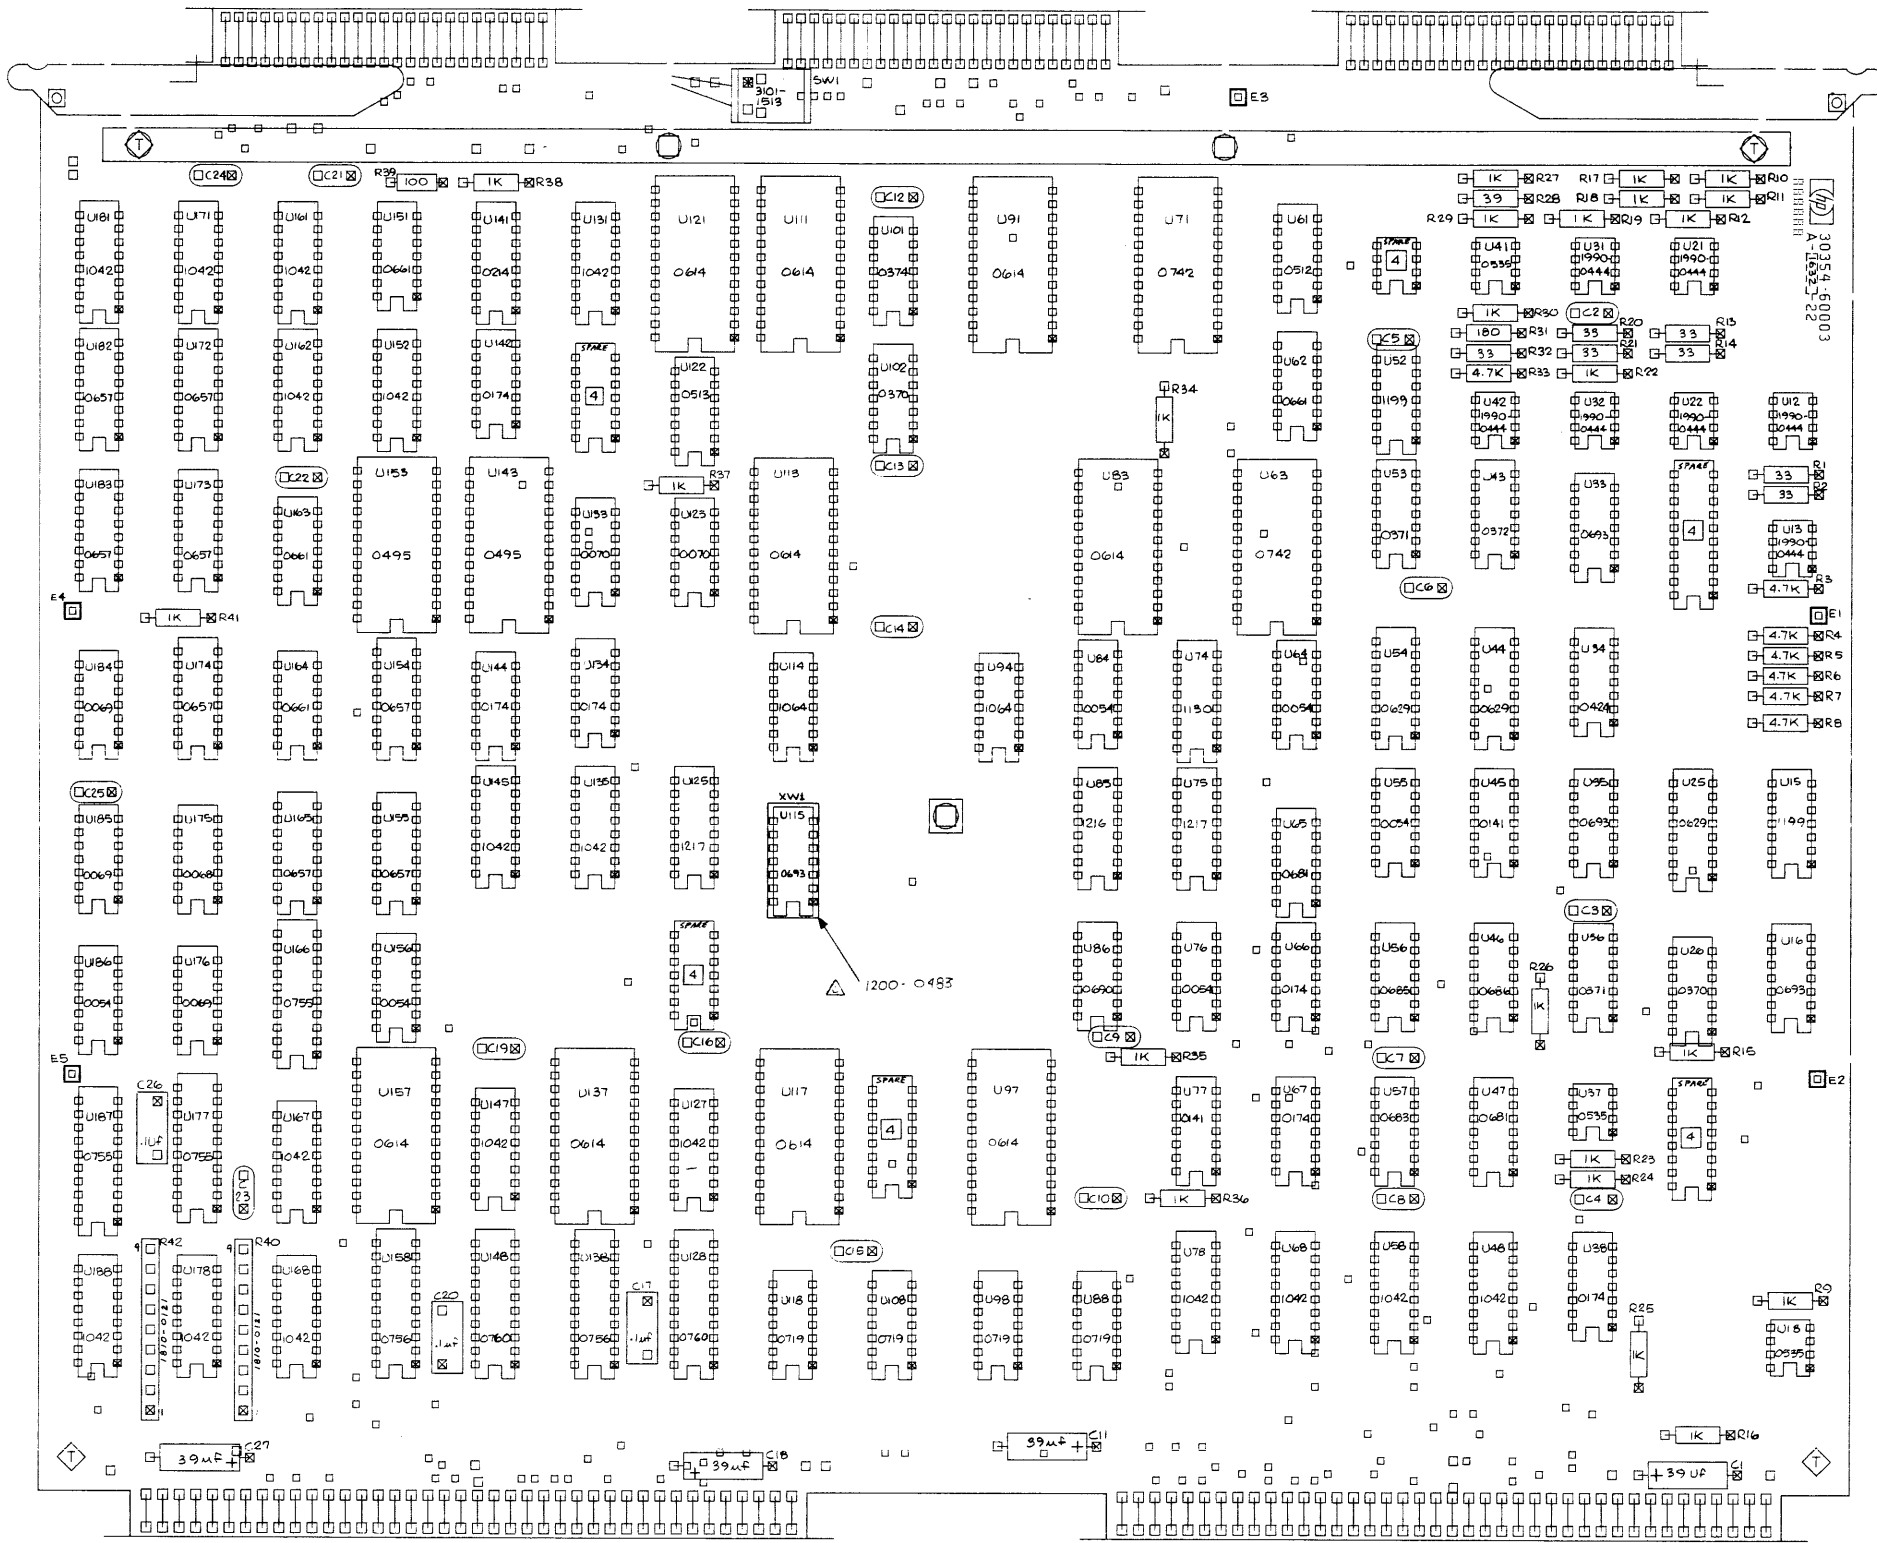 SW1
3101-
1513
E3
T
T
C24
C21
R39
100
1K
R38
C12
1K
R27
R17
1K
1K
R10
39
R28
R18
1K
1K
R11
R29
1K
1K
R19
1K
R12
hp
30354-60003
A-1632-22
U181
1042
U171
1042
U161
1042
U151
0661
U141
0214
U131
1042
U121
0614
U111
0614
U101
0374
U91
0614
U71
0742
U61
0512
SPARE
4
U41
0535
U31
1990-
0444
U21
1990-
0444
1K
R30
C2
180
R31
R20
33
R13
33
R32
33
R21
33
R14
4.7K
R33
1K
R22
U182
0657
U172
0657
U162
1042
U152
1042
U142
0174
SPARE
4
U122
0513
U102
0370
R34
1K
U62
0661
C5
U52
1199
U42
1990-
0444
U32
1990-
0444
U22
1990-
0444
U12
1990-
0444
C22
R37
1K
C13
R1
33
R2
33
U183
0657
U173
0657
U163
0661
U153
0495
U143
0495
U133
0070
U123
0070
U113
0614
U83
0614
U63
0742
U53
0371
U43
0372
U33
0693
SPARE
4
U13
1990-
0444
R3
4.7K
C6
E4
1K
R41
C14
E1
4.7K
R4
4.7K
R5
4.7K
R6
4.7K
R7
4.7K
R8
U184
0069
U174
0657
U164
0661
U154
0657
U144
0174
U134
0174
U114
1064
U94
1064
U84
0054
U74
1130
U64
0054
U54
0629
U44
0629
U34
0424
C25
U185
0069
U175
0068
U165
0657
U155
0657
U145
1042
U135
1042
U125
1217
XW1
U115
0693
U85
1216
U75
1217
U65
0681
U55
0054
U45
0141
U35
0693
U25
0629
U15
1199
C3
1200-0483
U186
0054
U176
0069
U166
0755
U156
0054
SPARE
4
U86
0690
U76
0054
U66
0174
U56
0685
U46
0686
R26
1K
U36
0371
U26
0370
U16
0693
C19
C16
C9
1K
R35
C7
1K
R15
E5
E2
C26
.1uf
U187
0755
U177
0755
U167
1042
U157
0614
U147
1042
U137
0614
U127
1042
U117
0614
SPARE
4
U97
0614
U77
0141
U67
0174
U57
0683
U47
0681
U37
0535
SPARE
4
1K
R23
1K
R24
C
23
C10
1K
R36
C8
C4
C15
R42
9
1810-0121
R40
9
1810-0121
U188
1042
U178
1042
U168
1042
U158
0756
C20
.1uf
U148
0760
U138
0756
C17
.1uf
U128
0760
U118
0719
U108
0719
U98
0719
U88
0719
U78
1042
U68
1042
U58
1042
U48
1042
U38
0174
R25
1K
R9
1K
U18
0535
T
39uf+
C27
+39uf
C18
39uf+
C11
1K
R16
+39UF
C1
T